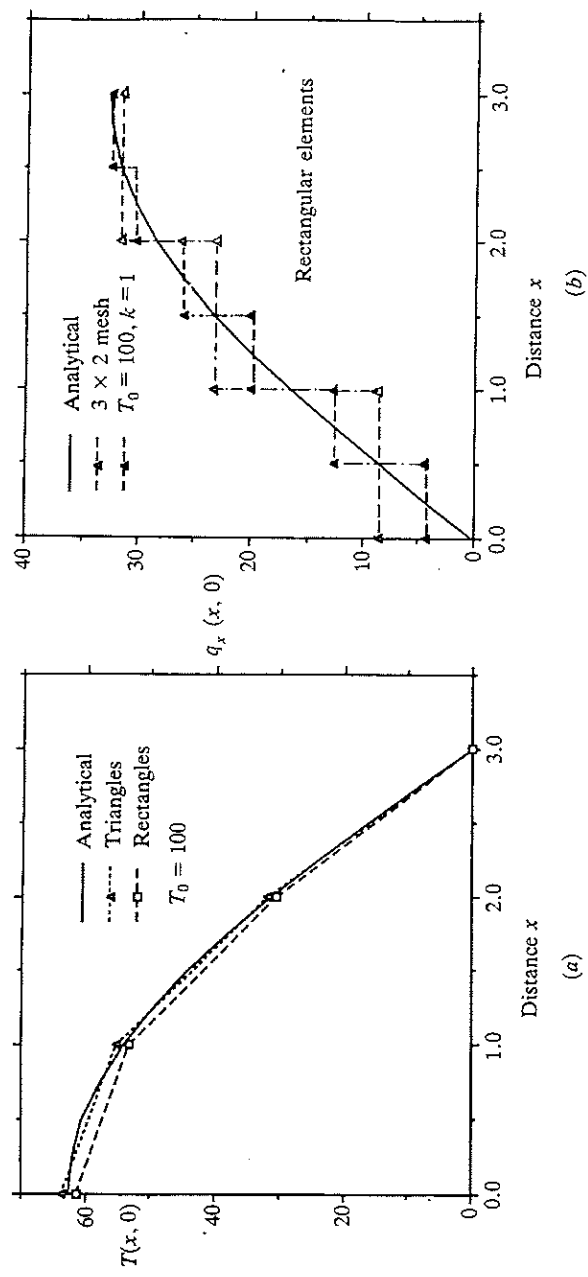 T(x, 0)
60
40
20
0
0.0
1.0
2.0
3.0
Distance x
Analytical
Triangles
Rectangles
T₀ = 100
(a)
q_x (x, 0)
40
30
20
10
0
0.0
1.0
2.0
3.0
Distance x
Analytical
3 × 2 mesh
T₀ = 100, k = 1
Rectangular elements
(b)